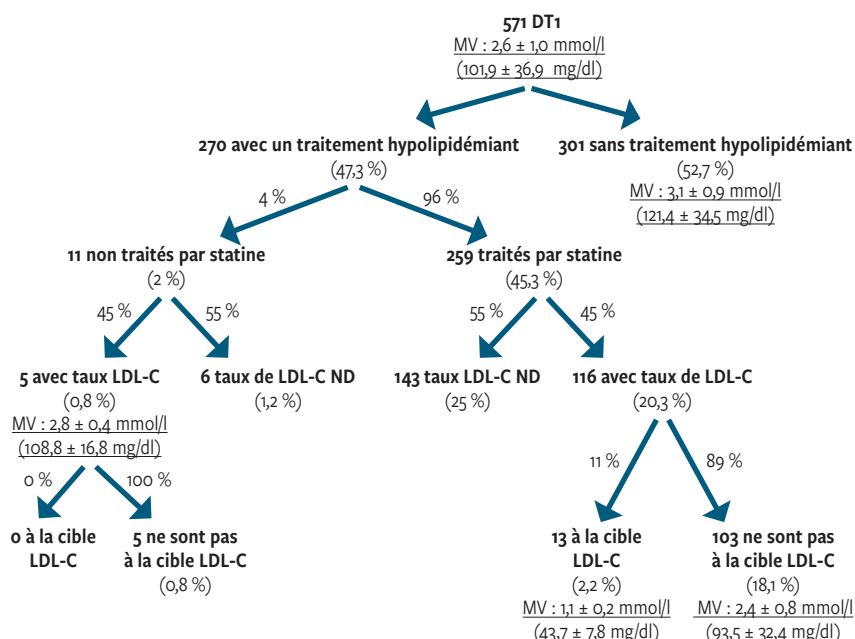 571 DT1
MV : 2,6 ± 1,0 mmol/l
(101,9 ± 36,9 mg/dl)
270 avec un traitement hypolipidémiant
(47,3 %)
301 sans traitement hypolipidémiant
(52,7 %)
MV : 3,1 ± 0,9 mmol/l
(121,4 ± 34,5 mg/dl)
4 %
96 %
11 non traités par statine
(2 %)
259 traités par statine
(45,3 %)
45 %
55 %
55 %
45 %
5 avec taux LDL-C
(0,8 %)
MV : 2,8 ± 0,4 mmol/l
(108,8 ± 16,8 mg/dl)
6 taux de LDL-C ND
(1,2 %)
143 taux LDL-C ND
(25 %)
116 avec taux de LDL-C
(20,3 %)
0 %
100 %
11 %
89 %
0 à la cible
LDL-C
5 ne sont pas
à la cible LDL-C
(0,8 %)
13 à la cible
LDL-C
(2,2 %)
MV : 1,1 ± 0,2 mmol/l
(43,7 ± 7,8 mg/dl)
103 ne sont pas
à la cible LDL-C
(18,1 %)
MV : 2,4 ± 0,8 mmol/l
(93,5 ± 32,4 mg/dl)